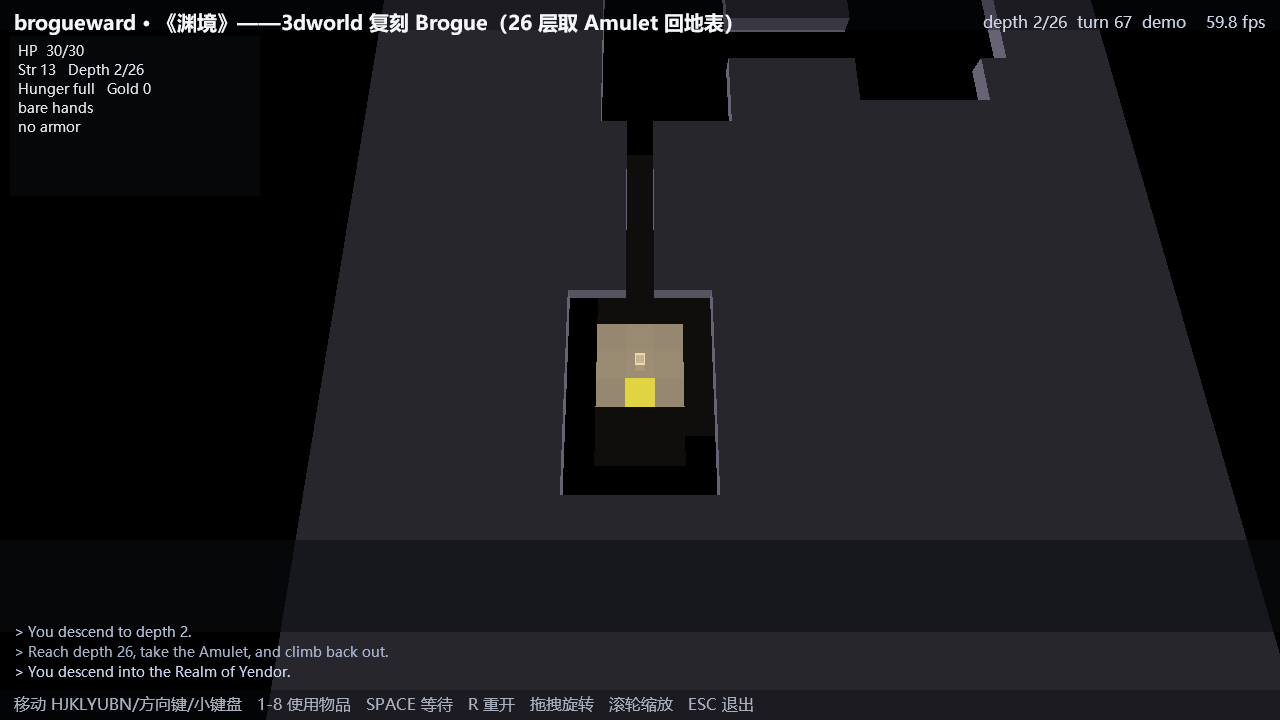 brogueward •《渊境》——3dworld 复刻 Brogue（26 层取 Amulet 回地表）
depth 2/26 turn 67 demo 59.8 fps
HP 30/30
Str 13 Depth 2/26
Hunger full Gold 0
bare hands
no armor
> You descend to depth 2.
> Reach depth 26, take the Amulet, and climb back out.
> You descend into the Realm of Yendor.
移动 HJKLYUBN/方向键/小键盘 1-8 使用物品 SPACE 等待 R 重开 拖拽旋转 滚轮缩放 ESC 退出